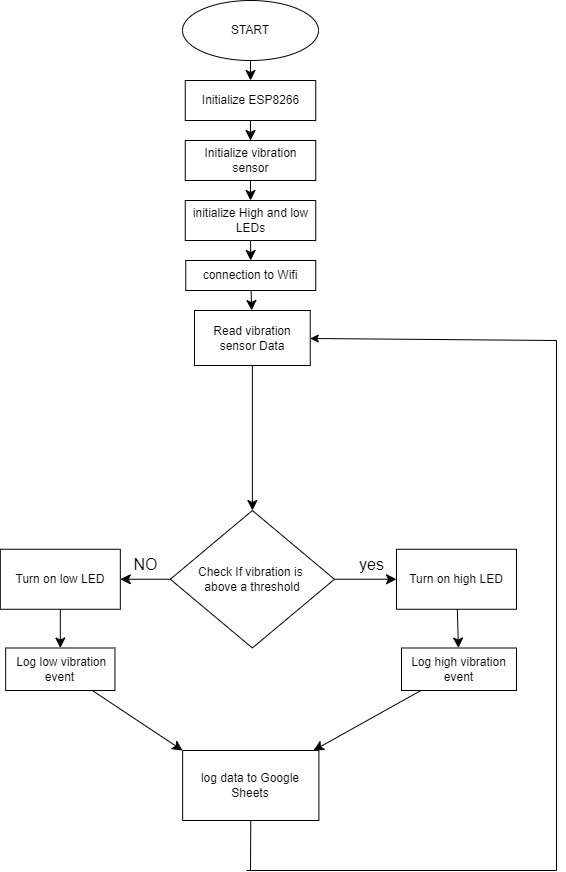 START
Initialize ESP8266
Initialize vibration
sensor
initialize High and low
LEDs
connection to Wifi
Read vibration
sensor Data
Check If vibration is
above a threshold
NO
yes
Turn on low LED
Turn on high LED
Log low vibration
event
Log high vibration
event
log data to Google
Sheets